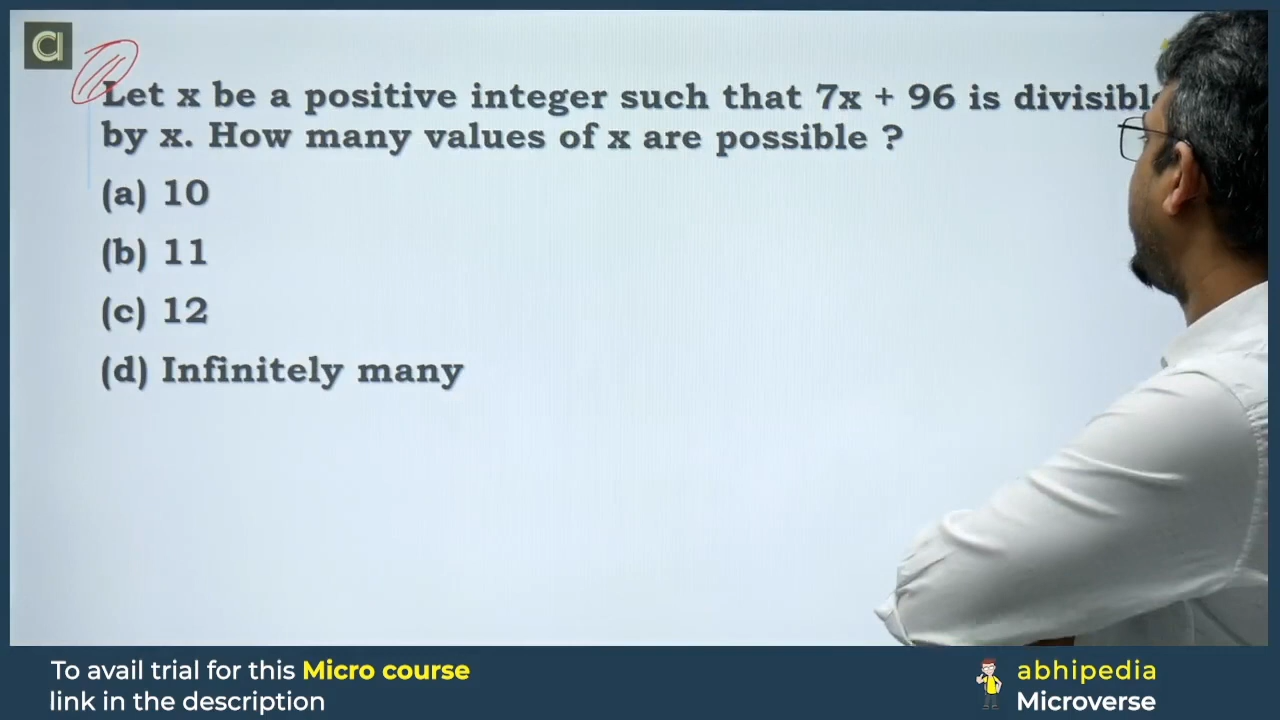 Let x be a positive integer such that 7x + 96 is
by x. How many values of x are possible ?
(a) 10
(b) 11
(c) 12
(d) Infinitely many
To avail trial for this Micro course
link in the description
abhipedia
Microverse